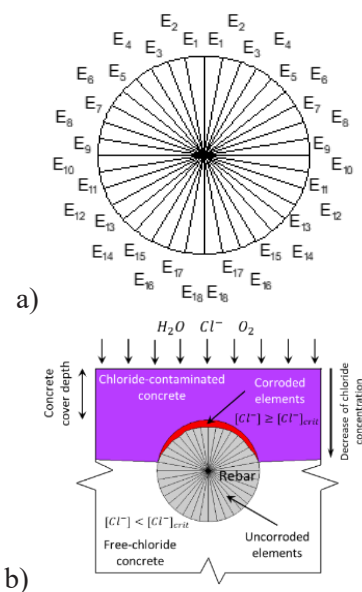 E2 E2
E4 E3 E1 E1 E3 E4
E6 E5 E5 E6
E8 E7 E7 E8
E9 E9
E10 E10
E11 E11
E12 E12
E13 E13
E14 E15 E15 E14
E16 E17 E17 E16
E18 E18
a)
H2O Cl− O2
Concrete
cover depth
Chloride-contaminated
concrete
Corroded
elements
[Cl−] ≥ [Cl−]crit
Decrease of chloride
concentration
Rebar
[Cl−] < [Cl−]crit
Free-chloride
concrete
Uncorroded
elements
b)